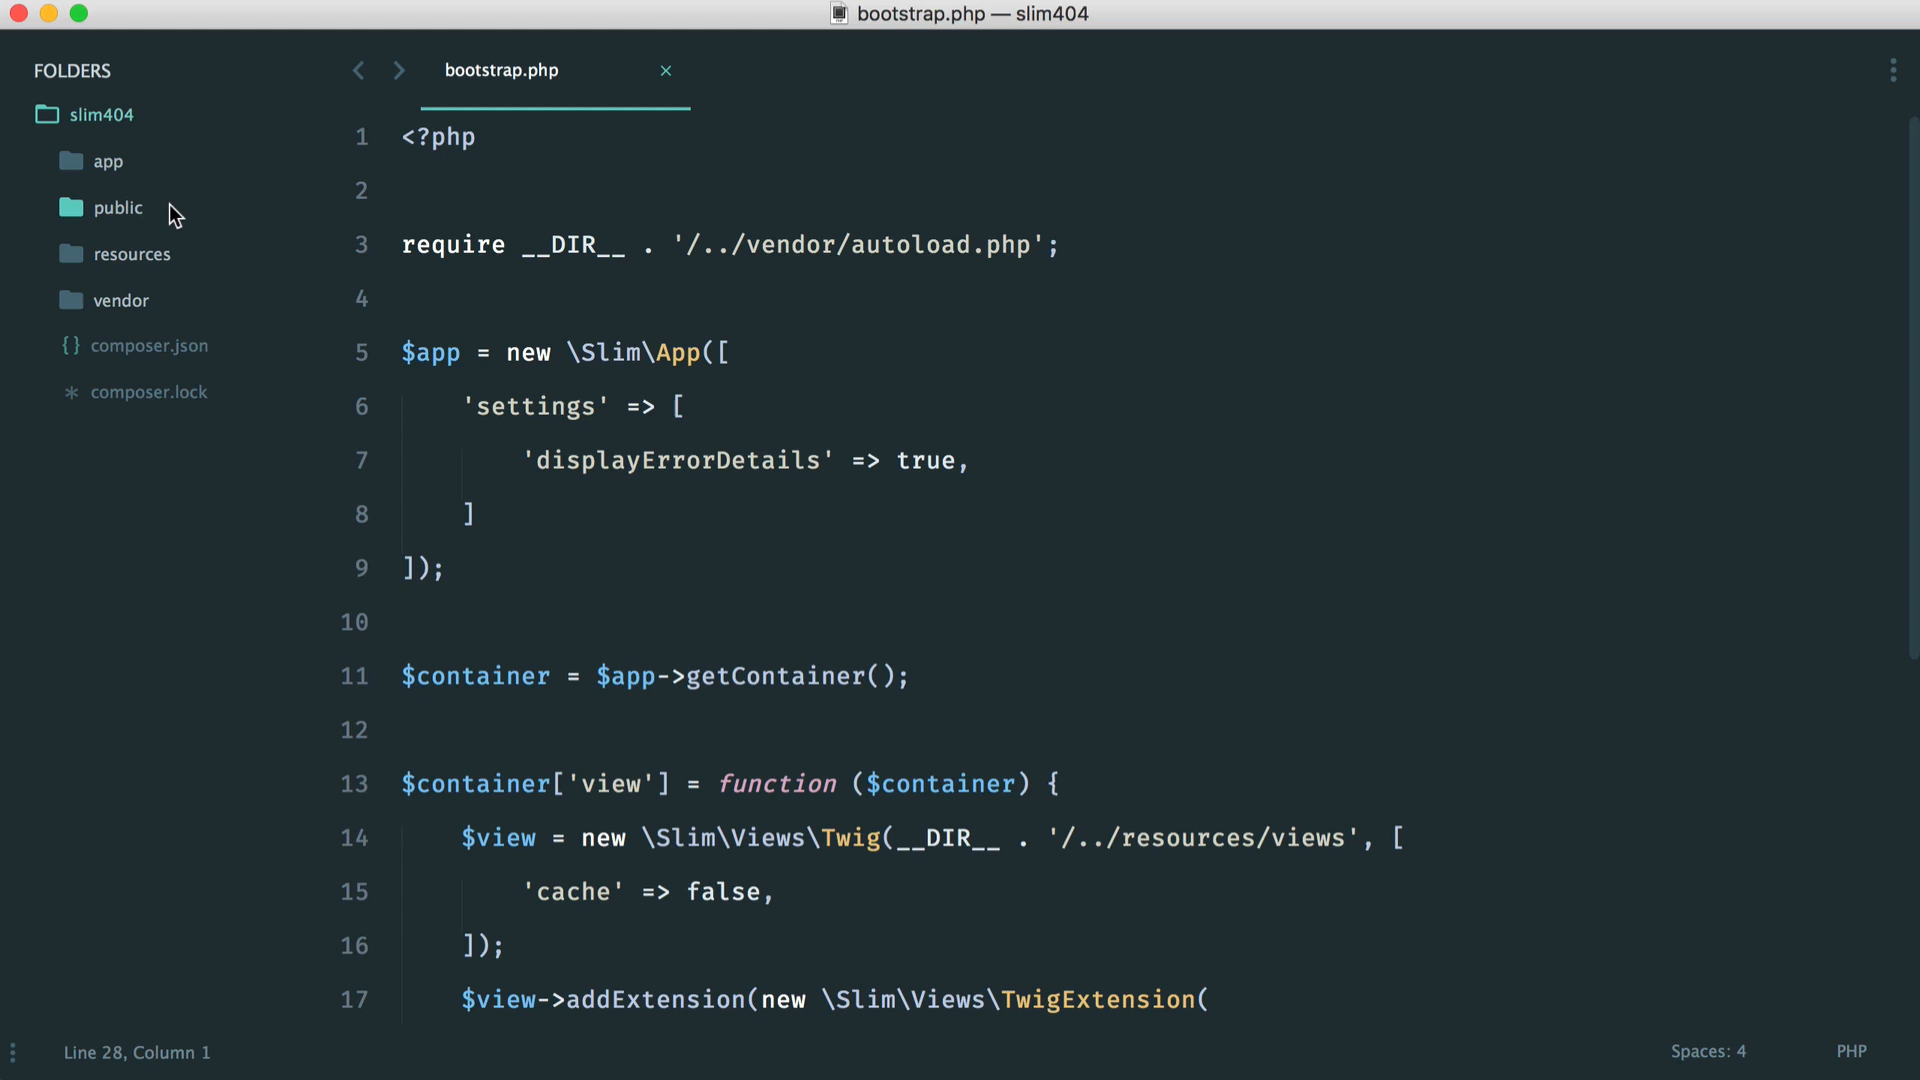 bootstrap.php — slim404
FOLDERS
slim404
app
public
resources
vendor
{} composer.json
* composer.lock
bootstrap.php ×
1 <?php
2
3 require __DIR__ . '/../vendor/autoload.php';
4
5 $app = new \Slim\App([
6     'settings' => [
7         'displayErrorDetails' => true,
8     ]
9 ]);
10
11 $container = $app->getContainer();
12
13 $container['view'] = function ($container) {
14     $view = new \Slim\Views\Twig(__DIR__ . '/../resources/views', [
15         'cache' => false,
16     ]);
17     $view->addExtension(new \Slim\Views\TwigExtension(
Line 28, Column 1
Spaces: 4
PHP